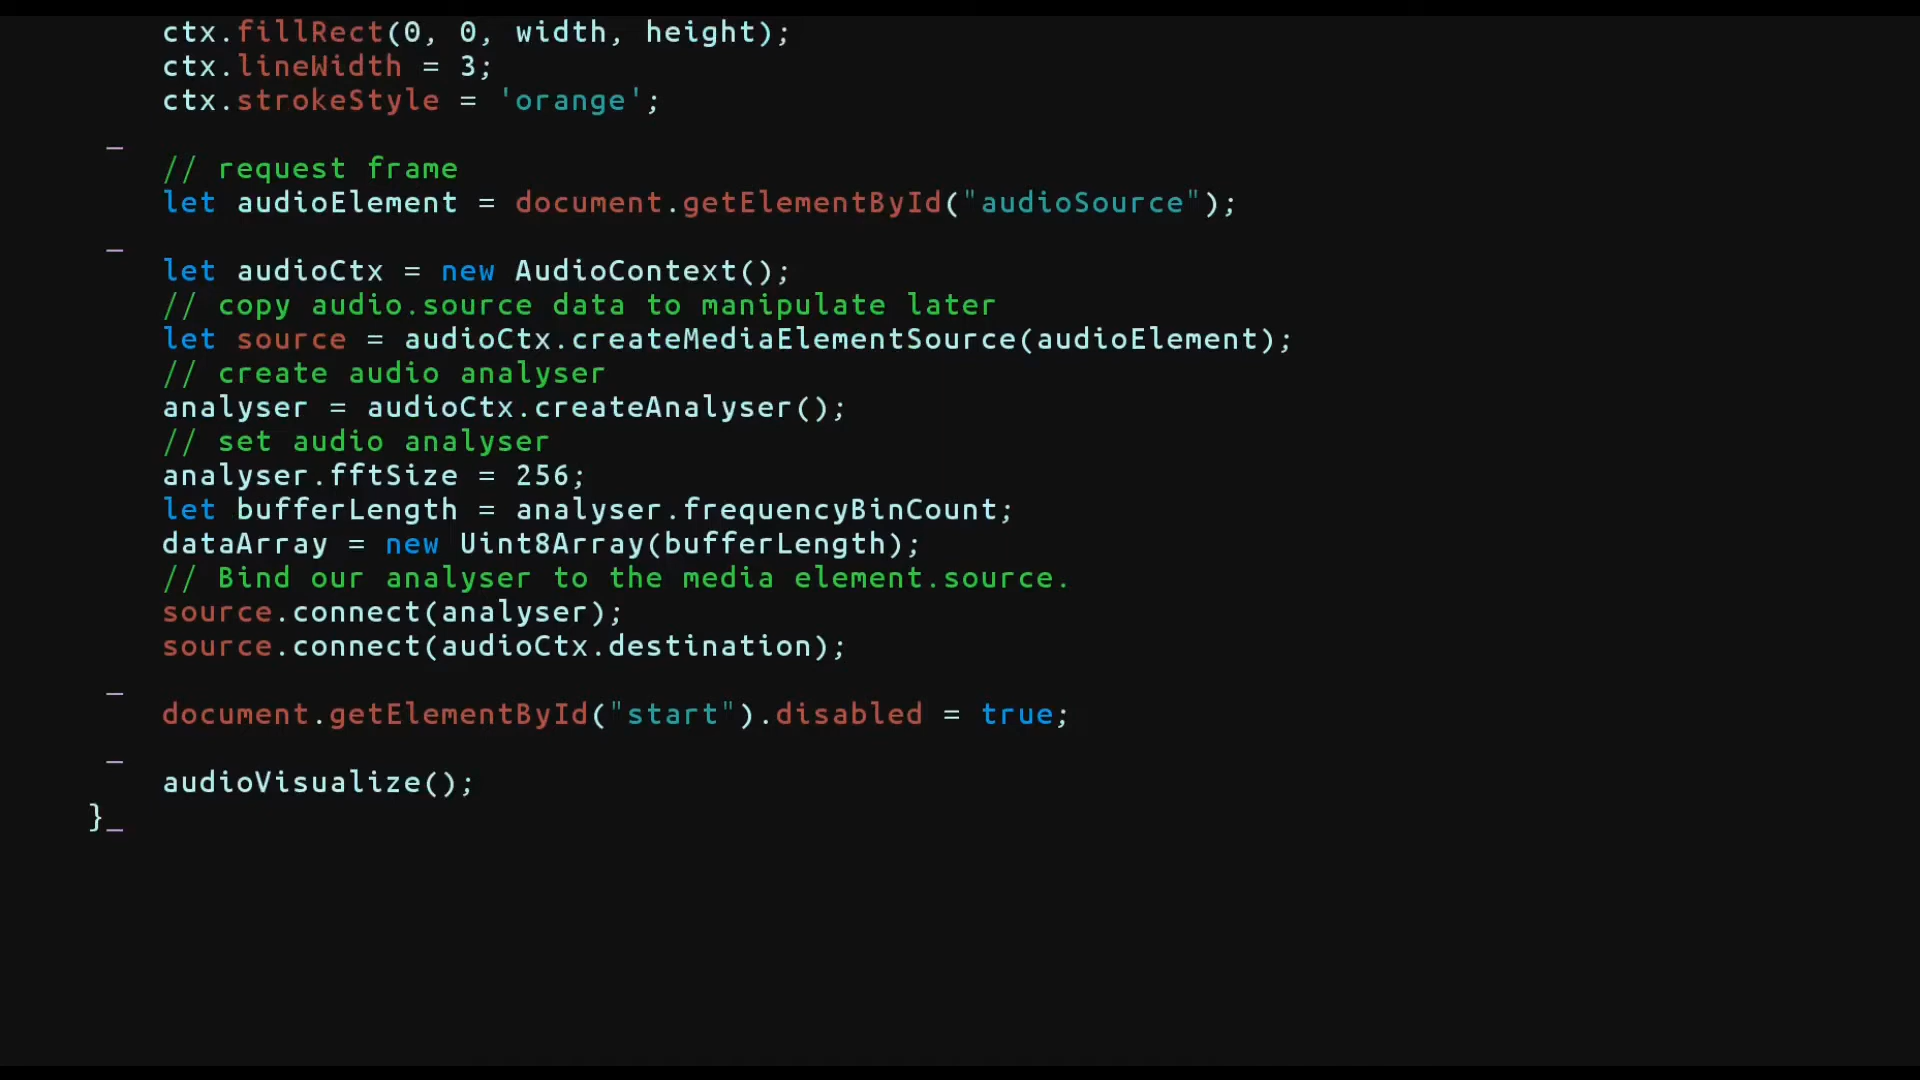 ctx.fillRect(0, 0, width, height);
ctx.lineWidth = 3;
ctx.strokeStyle = 'orange';
_
// request frame
let audioElement = document.getElementById("audioSource");
_
let audioCtx = new AudioContext();
// copy audio.source data to manipulate later
let source = audioCtx.createMediaElementSource(audioElement);
// create audio analyser
analyser = audioCtx.createAnalyser();
// set audio analyser
analyser.fftSize = 256;
let bufferLength = analyser.frequencyBinCount;
dataArray = new Uint8Array(bufferLength);
// Bind our analyser to the media element.source.
source.connect(analyser);
source.connect(audioCtx.destination);
_
document.getElementById("start").disabled = true;
_
audioVisualize();
}_